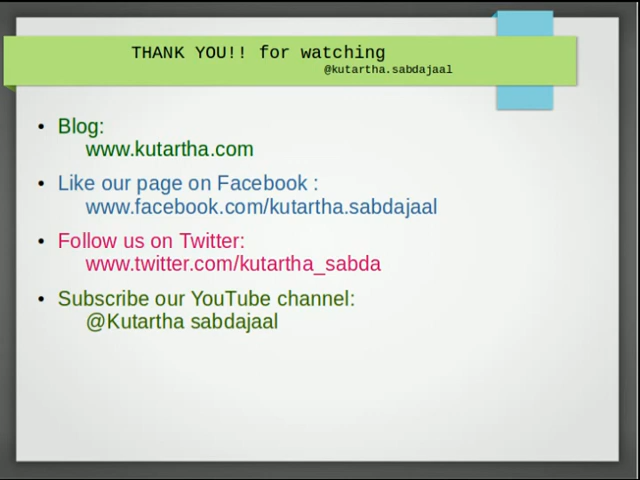 THANK YOU!! for watching
@kutartha.sabdajaal
• Blog:
www.kutartha.com
• Like our page on Facebook :
www.facebook.com/kutartha.sabdajaal
• Follow us on Twitter:
www.twitter.com/kutartha_sabda
• Subscribe our YouTube channel:
@Kutartha sabdajaal